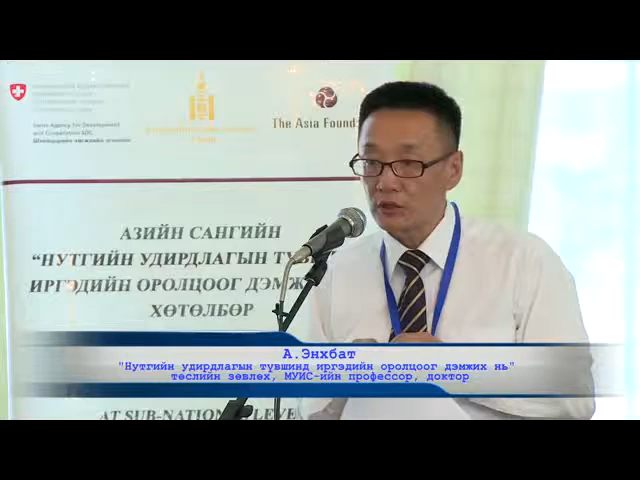 The Asia Found
АЗИЙН САНГИЙН
“НУТГИЙН УДИРДЛАГЫН ТҮ
ИРГЭДИЙН ОРОЛЦООГ ДЭМЖ
ХӨТӨЛБӨР
А.Энхбат
"Нутгийн удирдлагын түвшинд иргэдийн оролцоог дэмжих нь"
төслийн зөвлөх, МУИС-ийн профессор, доктор
AT SUB-NATION LEVE